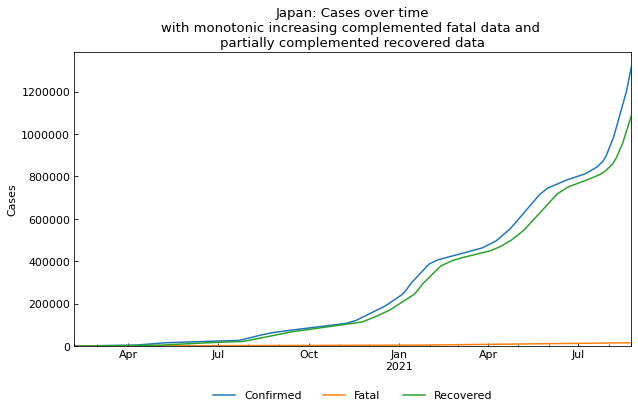 Japan: Cases over time
with monotonic increasing complemented fatal data and
partially complemented recovered data
Cases
1200000
1000000
800000
600000
400000
200000
0
Apr
Jul
Oct
Jan
2021
Apr
Jul
Confirmed
Fatal
Recovered